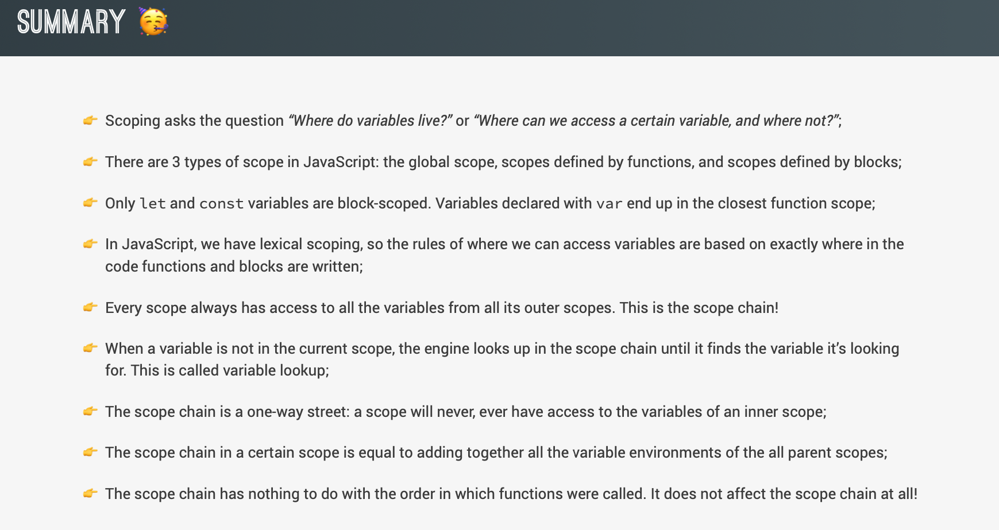 SUMMARY 🥳
👉 Scoping asks the question “Where do variables live?” or “Where can we access a certain variable, and where not?”;
👉 There are 3 types of scope in JavaScript: the global scope, scopes defined by functions, and scopes defined by blocks;
👉 Only let and const variables are block-scoped. Variables declared with var end up in the closest function scope;
👉 In JavaScript, we have lexical scoping, so the rules of where we can access variables are based on exactly where in the
code functions and blocks are written;
👉 Every scope always has access to all the variables from all its outer scopes. This is the scope chain!
👉 When a variable is not in the current scope, the engine looks up in the scope chain until it finds the variable it’s looking
for. This is called variable lookup;
👉 The scope chain is a one-way street: a scope will never, ever have access to the variables of an inner scope;
👉 The scope chain in a certain scope is equal to adding together all the variable environments of the all parent scopes;
👉 The scope chain has nothing to do with the order in which functions were called. It does not affect the scope chain at all!